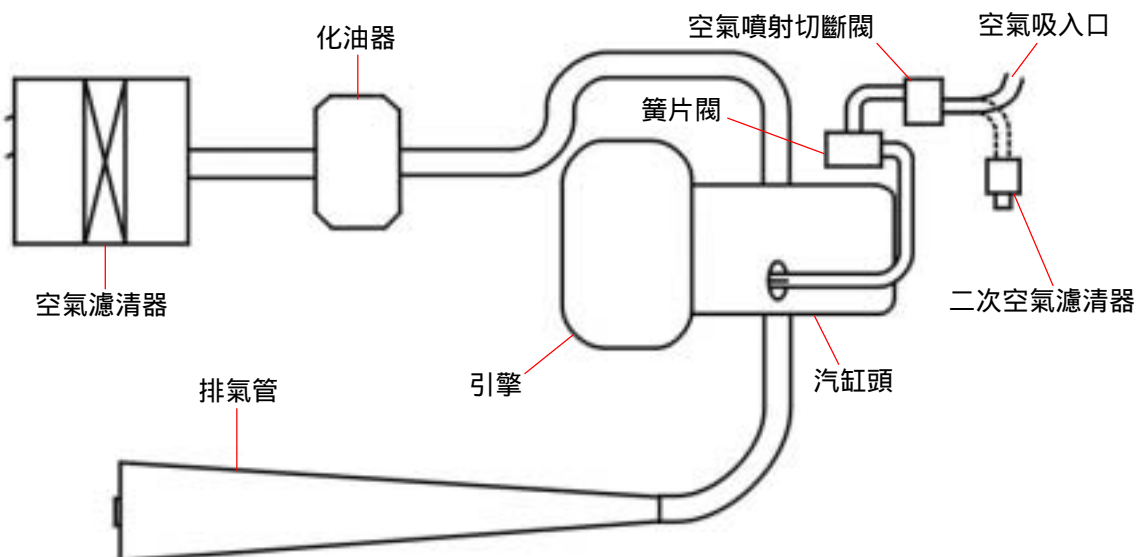 空氣噴射切斷閥
空氣吸入口
化油器
簧片閥
空氣濾清器
二次空氣濾清器
引擎
汽缸頭
排氣管